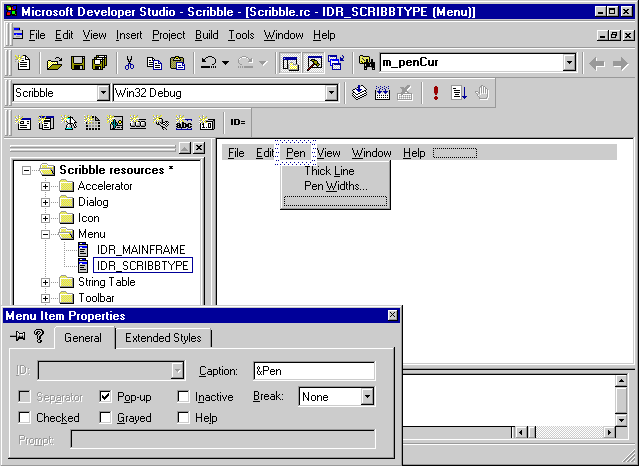 Microsoft Developer Studio - Scribble - [Scribble.rc - IDR_SCRIBBTYPE (Menu)]
File Edit View Insert Project Build Tools Window Help
m_penCur
Scribble Win32 Debug
abc ID=
Scribble resources *
Accelerator
Dialog
Icon
Menu
IDR_MAINFRAME
IDR_SCRIBBTYPE
String Table
Toolbar
File Edit Pen View Window Help
Thick Line
Pen Widths...
Menu Item Properties
General Extended Styles
ID: Caption: &Pen
Separator Pop-up Inactive Break: None
Checked Grayed Help
Prompt: